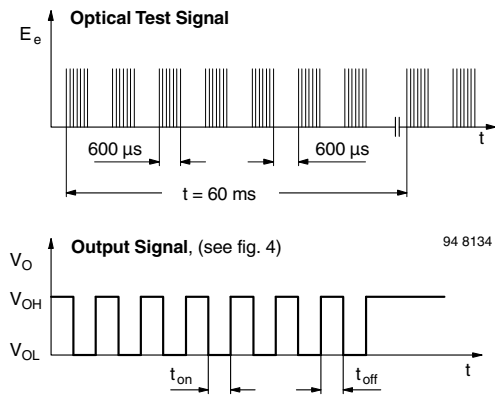 Optical Test Signal
E e
t
600 µs
600 µs
t = 60 ms
Output Signal, (see fig. 4)
94 8134
V O
V OH
V OL
t on
t off
t